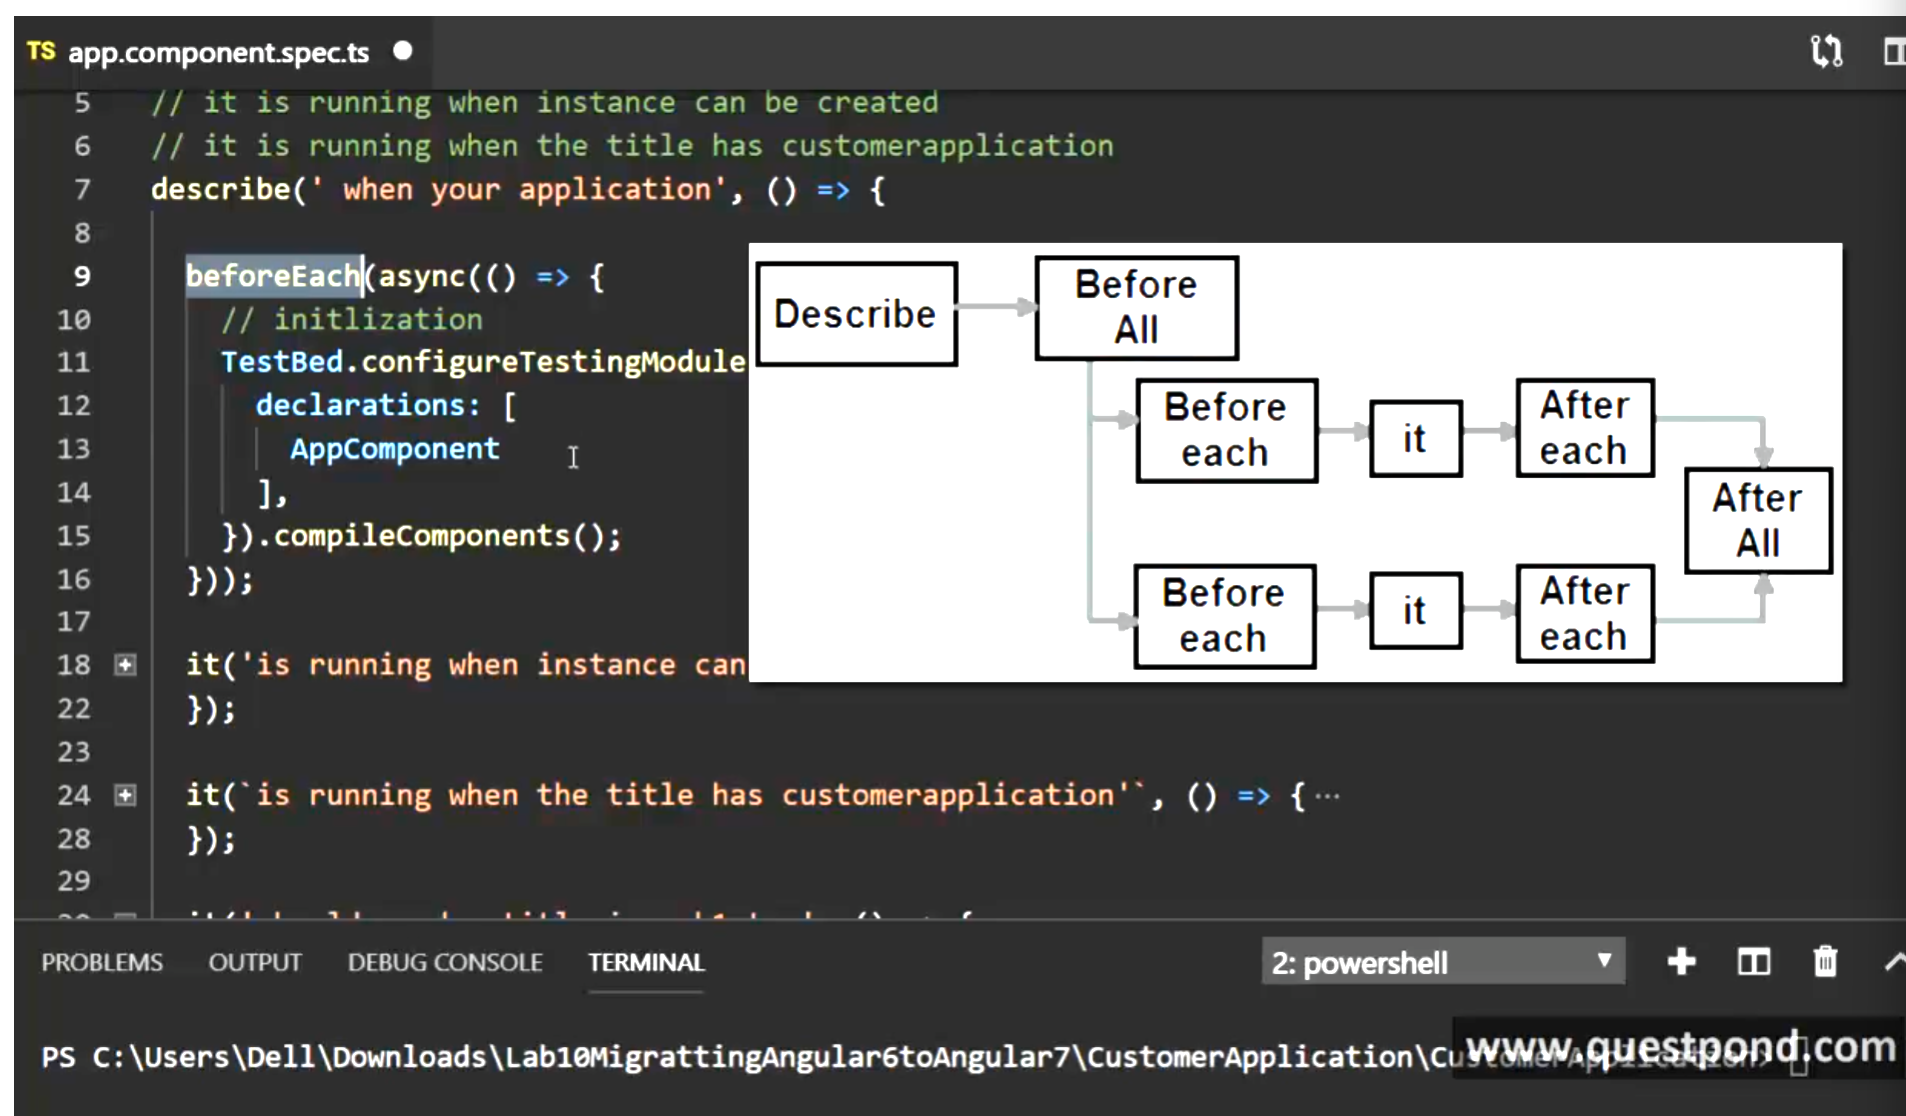 TS app.component.spec.ts
5 // it is running when instance can be created
6 // it is running when the title has customerapplication
7 describe(' when your application', () => {
8
9 beforeEach(async(() => {
10 // initlization
11 TestBed.configureTestingModule
12 declarations: [
13 AppComponent
14 ],
15 }).compileComponents();
16 }));
17
18 it('is running when instance can
22 });
23
24 it(`is running when the title has customerapplication'`, () => {...
28 });
29
Describe
Before
All
Before
each
it
After
each
After
All
Before
each
it
After
each
PROBLEMS OUTPUT DEBUG CONSOLE TERMINAL
2: powershell
PS C:\Users\Dell\Downloads\Lab10MigrattingAngular6toAngular7\CustomerApplication\CustomerApplication>
www.questpond.com